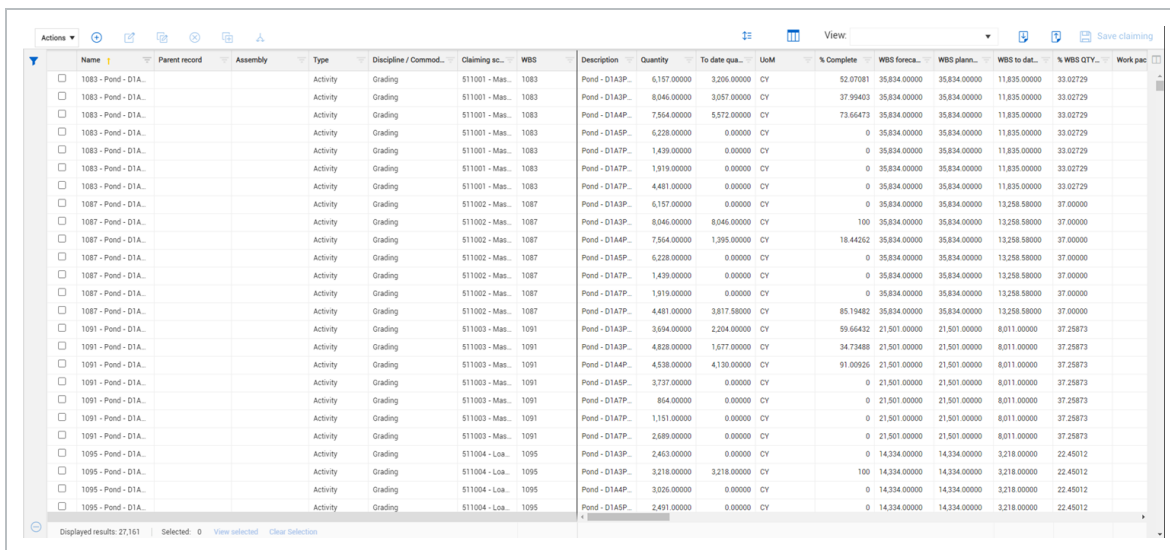 Actions View: Save claiming
Name Parent record Assembly Type Discipline / Commod... Claiming sc... WBS Description Quantity To date qua... UoM % Complete WBS foreca... WBS plann... WBS to dat... % WBS QTY... Work pac
1083 - Pond - D1A... Activity Grading 511001 - Mas... 1083 Pond - D1A3P... 6,157.00000 3,206.00000 CY 52.07081 35,834.00000 35,834.00000 11,835.00000 33.02729
1083 - Pond - D1A... Activity Grading 511001 - Mas... 1083 Pond - D1A3P... 8,046.00000 3,057.00000 CY 37.99403 35,834.00000 35,834.00000 11,835.00000 33.02729
1083 - Pond - D1A... Activity Grading 511001 - Mas... 1083 Pond - D1A4P... 7,564.00000 5,572.00000 CY 73.66473 35,834.00000 35,834.00000 11,835.00000 33.02729
1083 - Pond - D1A... Activity Grading 511001 - Mas... 1083 Pond - D1A5P... 6,228.00000 0.00000 CY 0 35,834.00000 35,834.00000 11,835.00000 33.02729
1083 - Pond - D1A... Activity Grading 511001 - Mas... 1083 Pond - D1A7P... 1,439.00000 0.00000 CY 0 35,834.00000 35,834.00000 11,835.00000 33.02729
1083 - Pond - D1A... Activity Grading 511001 - Mas... 1083 Pond - D1A7P... 1,919.00000 0.00000 CY 0 35,834.00000 35,834.00000 11,835.00000 33.02729
1083 - Pond - D1A... Activity Grading 511001 - Mas... 1083 Pond - D1A7P... 4,481.00000 0.00000 CY 0 35,834.00000 35,834.00000 11,835.00000 33.02729
1087 - Pond - D1A... Activity Grading 511002 - Mas... 1087 Pond - D1A3P... 6,157.00000 0.00000 CY 0 35,834.00000 35,834.00000 13,258.58000 37.00000
1087 - Pond - D1A... Activity Grading 511002 - Mas... 1087 Pond - D1A3P... 8,046.00000 8,046.00000 CY 100 35,834.00000 35,834.00000 13,258.58000 37.00000
1087 - Pond - D1A... Activity Grading 511002 - Mas... 1087 Pond - D1A4P... 7,564.00000 1,395.00000 CY 18.44262 35,834.00000 35,834.00000 13,258.58000 37.00000
1087 - Pond - D1A... Activity Grading 511002 - Mas... 1087 Pond - D1A5P... 6,228.00000 0.00000 CY 0 35,834.00000 35,834.00000 13,258.58000 37.00000
1087 - Pond - D1A... Activity Grading 511002 - Mas... 1087 Pond - D1A7P... 1,439.00000 0.00000 CY 0 35,834.00000 35,834.00000 13,258.58000 37.00000
1087 - Pond - D1A... Activity Grading 511002 - Mas... 1087 Pond - D1A7P... 1,919.00000 0.00000 CY 0 35,834.00000 35,834.00000 13,258.58000 37.00000
1087 - Pond - D1A... Activity Grading 511002 - Mas... 1087 Pond - D1A7P... 4,481.00000 3,817.58000 CY 85.19482 35,834.00000 35,834.00000 13,258.58000 37.00000
1091 - Pond - D1A... Activity Grading 511003 - Mas... 1091 Pond - D1A3P... 3,694.00000 2,204.00000 CY 59.66432 21,501.00000 21,501.00000 8,011.00000 37.25873
1091 - Pond - D1A... Activity Grading 511003 - Mas... 1091 Pond - D1A3P... 4,828.00000 1,677.00000 CY 34.73488 21,501.00000 21,501.00000 8,011.00000 37.25873
1091 - Pond - D1A... Activity Grading 511003 - Mas... 1091 Pond - D1A4P... 4,538.00000 4,130.00000 CY 91.00926 21,501.00000 21,501.00000 8,011.00000 37.25873
1091 - Pond - D1A... Activity Grading 511003 - Mas... 1091 Pond - D1A5P... 3,737.00000 0.00000 CY 0 21,501.00000 21,501.00000 8,011.00000 37.25873
1091 - Pond - D1A... Activity Grading 511003 - Mas... 1091 Pond - D1A7P... 864.00000 0.00000 CY 0 21,501.00000 21,501.00000 8,011.00000 37.25873
1091 - Pond - D1A... Activity Grading 511003 - Mas... 1091 Pond - D1A7P... 1,151.00000 0.00000 CY 0 21,501.00000 21,501.00000 8,011.00000 37.25873
1091 - Pond - D1A... Activity Grading 511003 - Mas... 1091 Pond - D1A7P... 2,689.00000 0.00000 CY 0 21,501.00000 21,501.00000 8,011.00000 37.25873
1095 - Pond - D1A... Activity Grading 511004 - Loa... 1095 Pond - D1A3P... 2,463.00000 0.00000 CY 0 14,334.00000 14,334.00000 3,218.00000 22.45012
1095 - Pond - D1A... Activity Grading 511004 - Loa... 1095 Pond - D1A3P... 3,218.00000 3,218.00000 CY 100 14,334.00000 14,334.00000 3,218.00000 22.45012
1095 - Pond - D1A... Activity Grading 511004 - Loa... 1095 Pond - D1A4P... 3,026.00000 0.00000 CY 0 14,334.00000 14,334.00000 3,218.00000 22.45012
1095 - Pond - D1A... Activity Grading 511004 - Loa... 1095 Pond - D1A5P... 2,491.00000 0.00000 CY 0 14,334.00000 14,334.00000 3,218.00000 22.45012
Displayed results: 27,161 Selected: 0 View selected Clear Selection